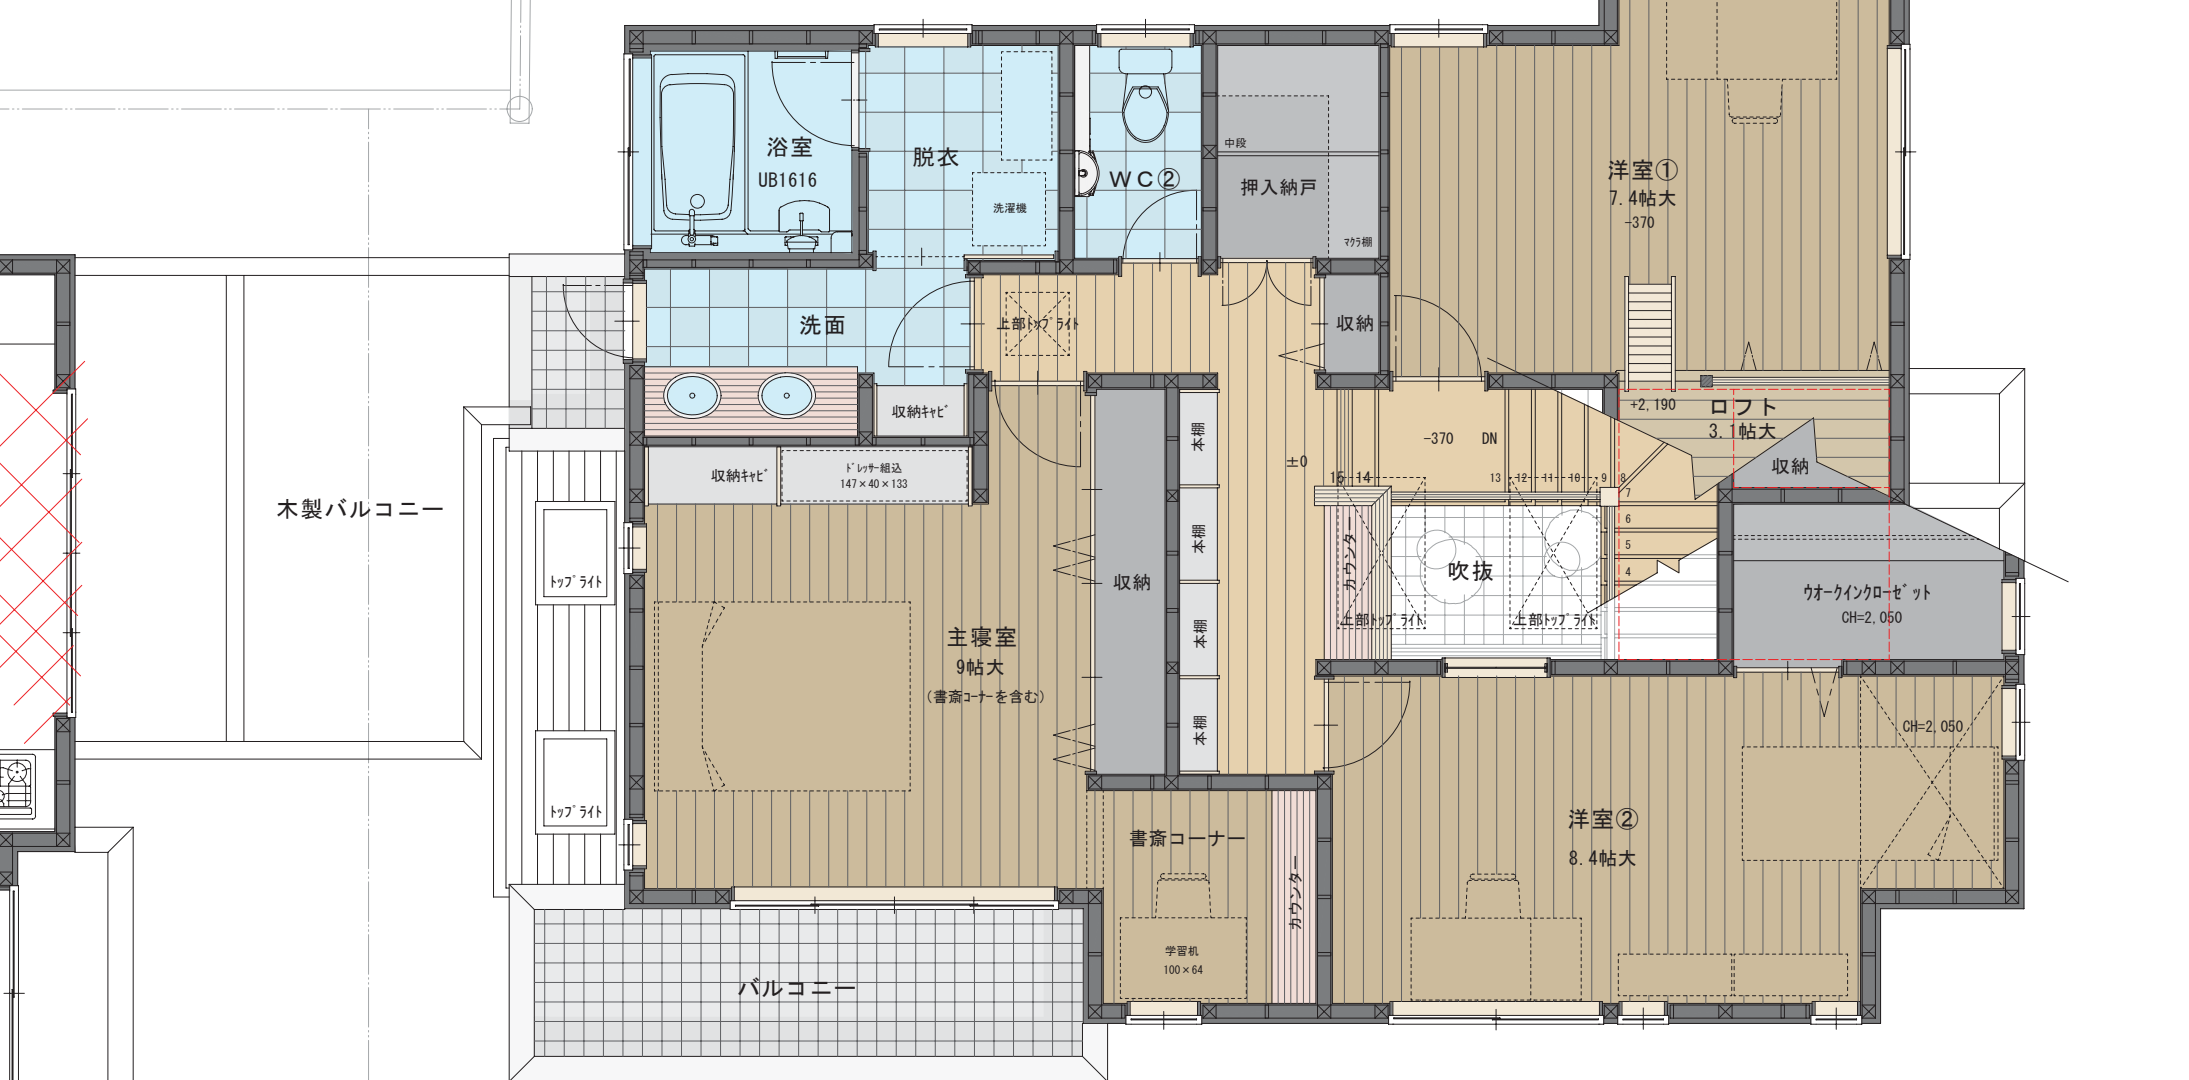 浴室
UB1616
脱衣
洗濯機
WC②
中段
押入納戸
マクラ棚
洋室①
7.4帖大
-370
洗面
上部トップライト
収納
収納キャビ
+2,190
ロフト
3.1帖大
収納
-370
DN
±0
本棚
収納キャビ
ドレッサー組込
147×40×133
15
14
13
12
11
10
9
8
7
6
5
4
木製バルコニー
トップライト
本棚
カウンター
吹抜
収納
ウオークインクローゼット
CH=2,050
上部トップライト
上部トップライト
主寝室
9帖大
(書斎コーナーを含む)
本棚
本棚
CH=2,050
トップライト
洋室②
8.4帖大
書斎コーナー
カウンター
学習机
100×64
バルコニー